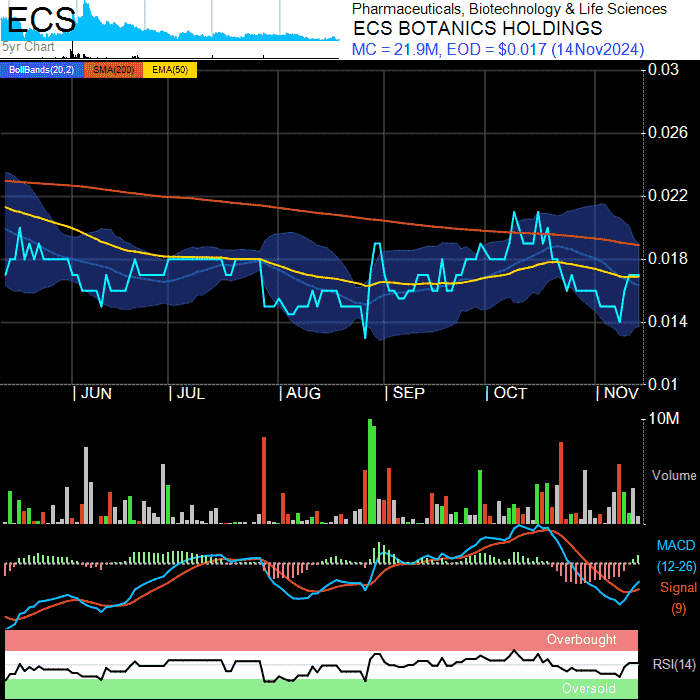 ECS
5yr Chart
Pharmaceuticals, Biotechnology & Life Sciences
ECS BOTANICS HOLDINGS
MC = 21.9M, EOD = $0.017 (14Nov2024)
BollBands(20,2) SMA(200) EMA(50)
0.03
0.026
0.022
0.018
0.014
0.01
JUN JUL AUG SEP OCT NOV
10M
Volume
MACD
(12-26)
Signal
(9)
Overbought
RSI(14)
Oversold